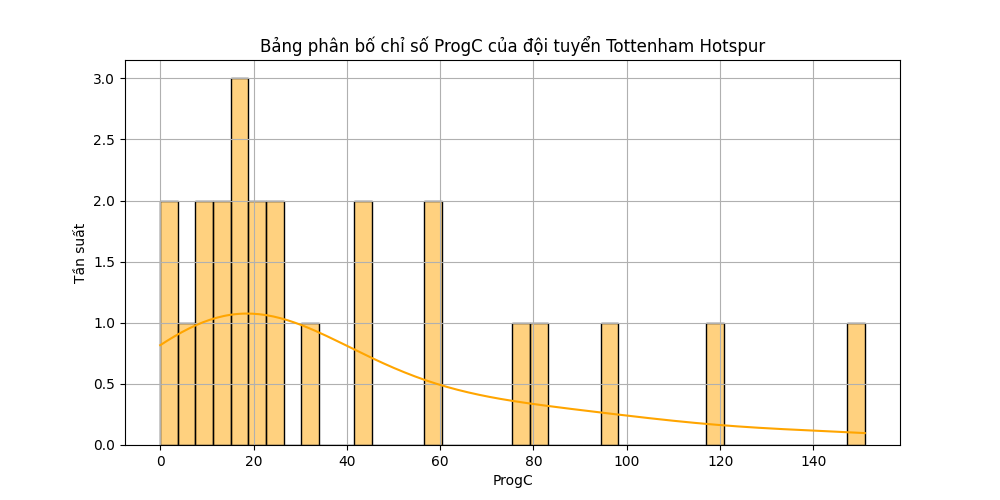 Bảng phân bố chỉ số ProgC của đội tuyển Tottenham Hotspur
3.0
2.5
2.0
1.5
1.0
0.5
0.0
Tần suất
0 20 40 60 80 100 120 140
ProgC